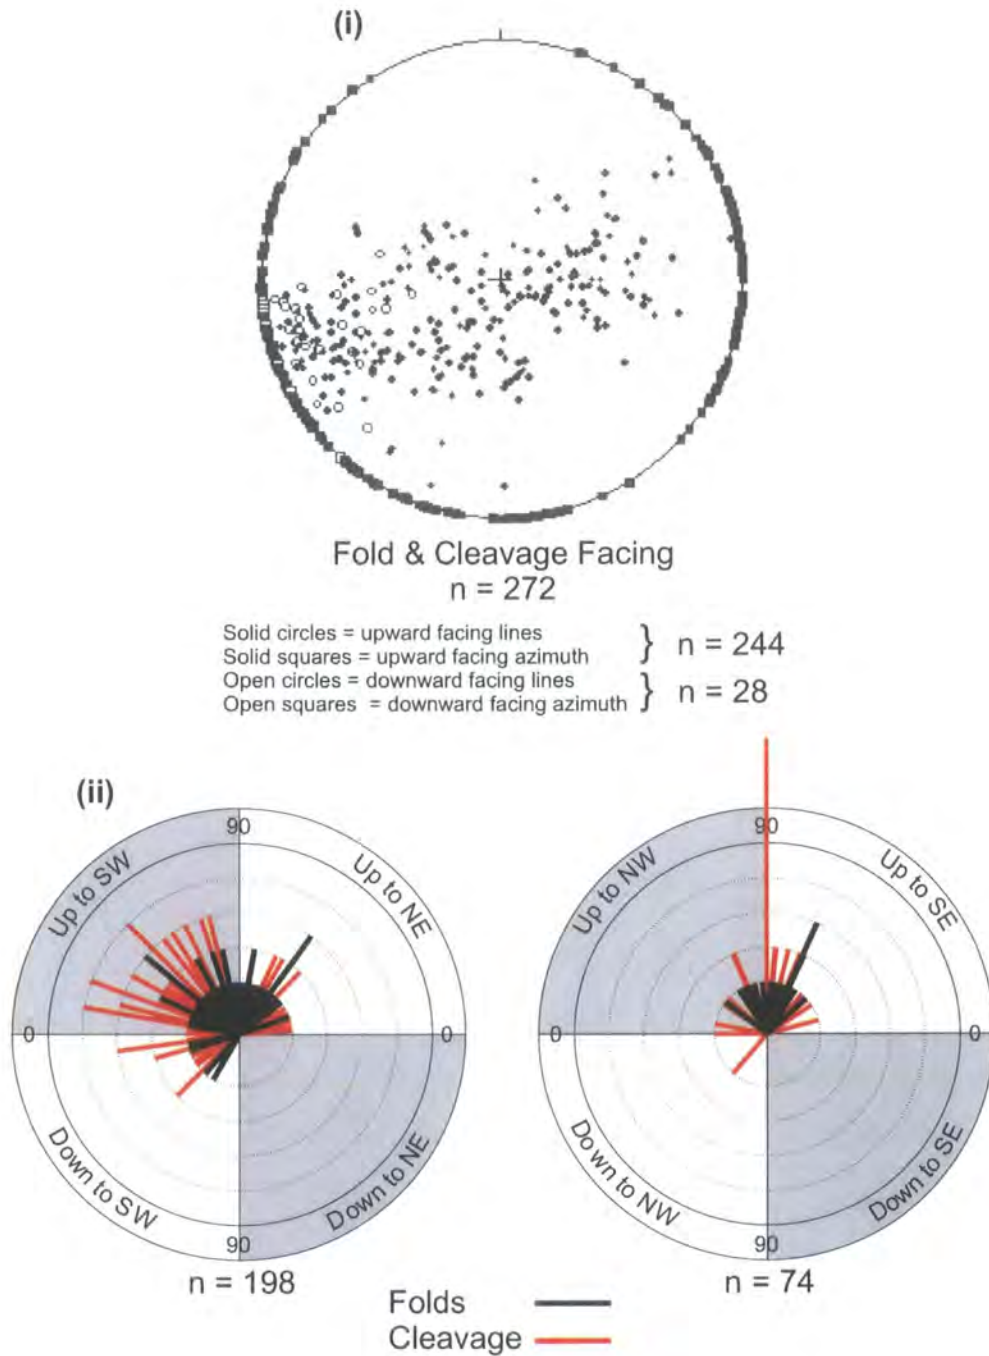 (i)
Fold & Cleavage Facing
n = 272
Solid circles = upward facing lines
Solid squares = upward facing azimuth
} n = 244
Open circles = downward facing lines
Open squares = downward facing azimuth
} n = 28
(ii)
90
Up to SW
Up to NE
0
0
Down to SW
Down to NE
90
n = 198
90
Up to NW
Up to SE
0
0
Down to NW
Down to SE
90
n = 74
Folds
Cleavage